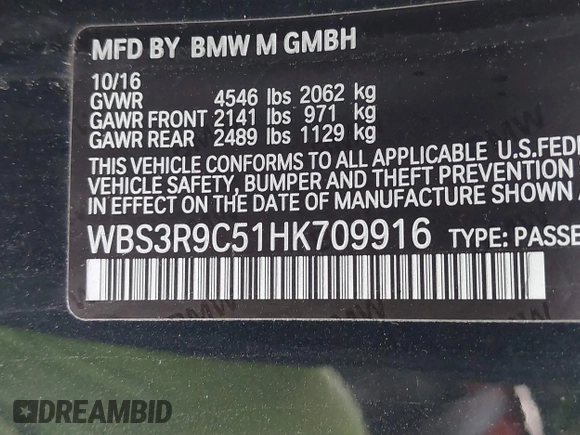 MFD BY BMW M GMBH
10/16
GVWR 4546 lbs 2062 kg
GAWR FRONT 2141 lbs 971 kg
GAWR REAR 2489 lbs 1129 kg
THIS VEHICLE CONFORMS TO ALL APPLICABLE U.S.FEDE
VEHICLE SAFETY, BUMPER AND THEFT PREVENTION
IN EFFECT ON THE DATE OF MANUFACTURE SHOWN A
WBS3R9C51HK709916 TYPE: PASSE
DREAMBID